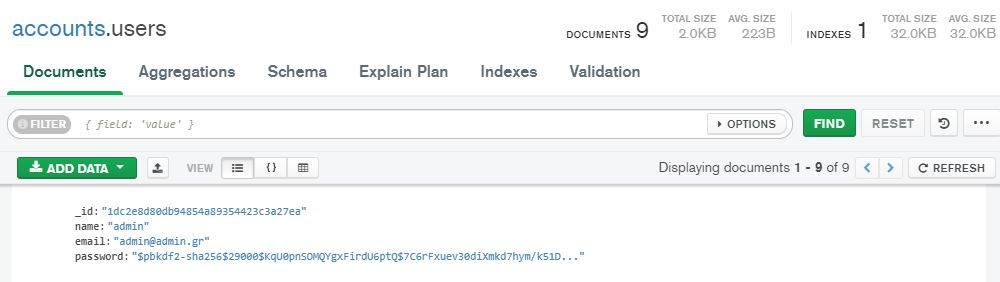 accounts.users
DOCUMENTS 9 TOTAL SIZE 2.0KB AVG. SIZE 223B INDEXES 1 TOTAL SIZE 32.0KB AVG. SIZE 32.0KB
Documents Aggregations Schema Explain Plan Indexes Validation
FILTER { field: 'value' } OPTIONS FIND RESET ...
ADD DATA VIEW { } Displaying documents 1 - 9 of 9 < > REFRESH
_id: "1dc2e8d80db94854a89354423c3a27ea"
name: "admin"
email: "admin@admin.gr"
password: "$pbkdf2-sha256$29000$KqU0pnSOMQYgxFirdU6ptQ$7C6rFxuev30diXmkd7hym/k51D..."